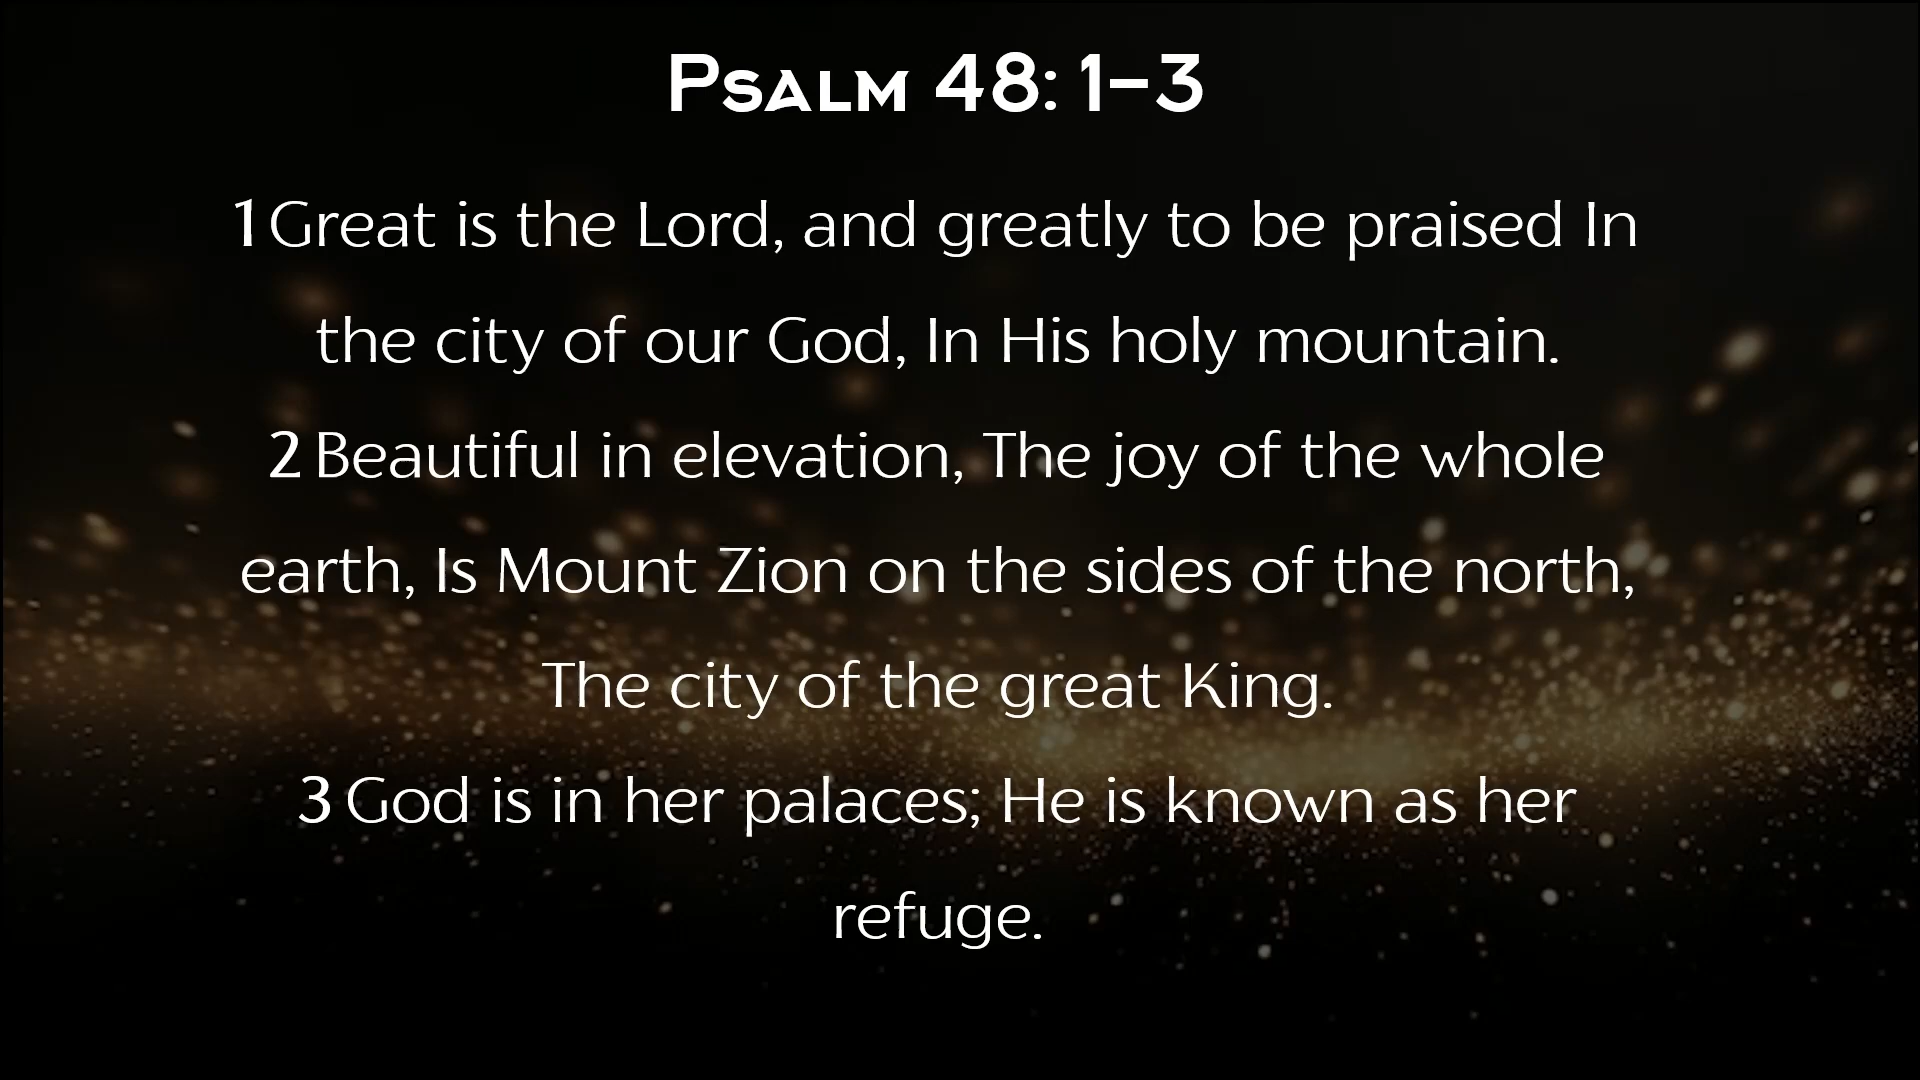 Psalm 48: 1–3
1 Great is the Lord, and greatly to be praised In
the city of our God, In His holy mountain.
2 Beautiful in elevation, The joy of the whole
earth, Is Mount Zion on the sides of the north,
The city of the great King.
3 God is in her palaces; He is known as her
refuge.